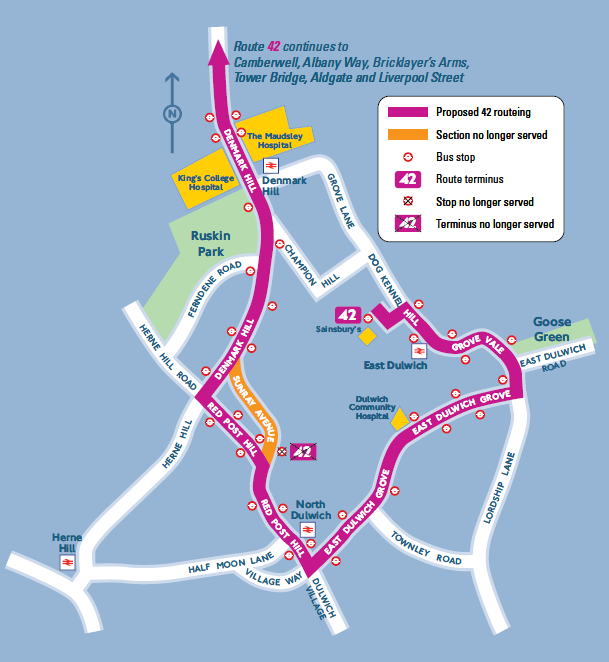 Route 42 continues to
Camberwell, Albany Way, Bricklayer's Arms,
Tower Bridge, Aldgate and Liverpool Street
N
Proposed 42 routeing
Section no longer served
Bus stop
42 Route terminus
Stop no longer served
42 Terminus no longer served
The Maudsley
Hospital
DENMARK HILL
King's College
Hospital
Denmark
Hill
GROVE LANE
Ruskin
Park
CHAMPION HILL
DOG KENNEL
HILL
FERNDENE ROAD
42
Sainsbury's
East Dulwich
GROVE VALE
Goose
Green
EAST DULWICH
ROAD
DENMARK HILL
HERNE HILL ROAD
SUNRAY AVENUE
RED POST HILL
Dulwich
Community
Hospital
EAST DULWICH GROVE
HERNE HILL
42
LORDSHIP LANE
North
Dulwich
RED POST HILL
EAST DULWICH GROVE
TOWNLEY ROAD
Herne
Hill
HALF MOON LANE
VILLAGE WAY
DULWICH
VILLAGE